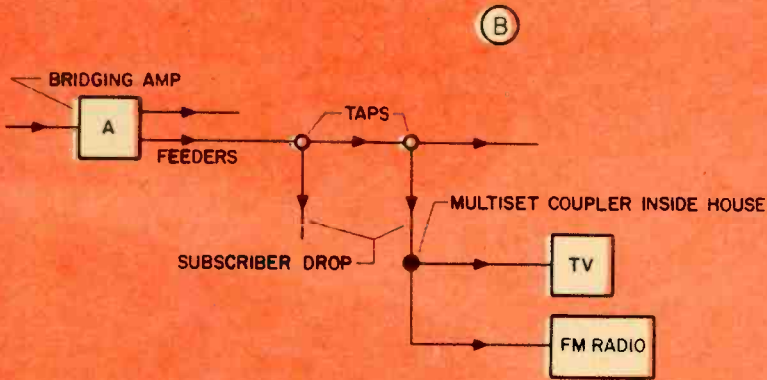 B
BRIDGING AMP
A
TAPS
FEEDERS
MULTISET COUPLER INSIDE HOUSE
SUBSCRIBER DROP
TV
FM RADIO